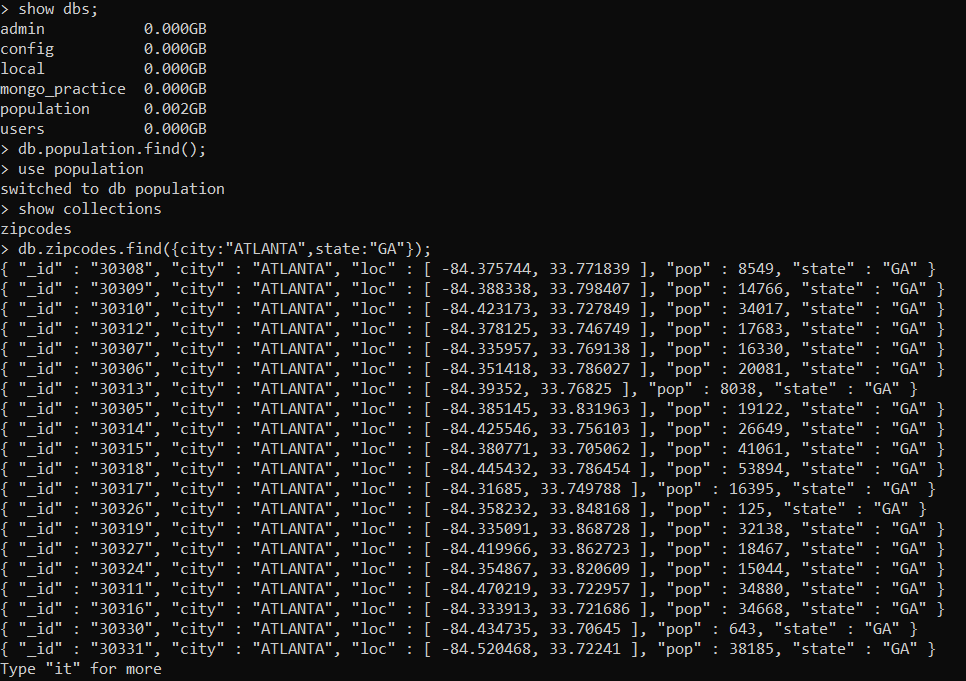 > show dbs;
admin           0.000GB
config          0.000GB
local           0.000GB
mongo_practice  0.000GB
population      0.002GB
users           0.000GB
> db.population.find();
> use population
switched to db population
> show collections
zipcodes
> db.zipcodes.find({city:"ATLANTA",state:"GA"});
{ "_id" : "30308", "city" : "ATLANTA", "loc" : [ -84.375744, 33.771839 ], "pop" : 8549, "state" : "GA" }
{ "_id" : "30309", "city" : "ATLANTA", "loc" : [ -84.388338, 33.798407 ], "pop" : 14766, "state" : "GA" }
{ "_id" : "30310", "city" : "ATLANTA", "loc" : [ -84.423173, 33.727849 ], "pop" : 34017, "state" : "GA" }
{ "_id" : "30312", "city" : "ATLANTA", "loc" : [ -84.378125, 33.746749 ], "pop" : 17683, "state" : "GA" }
{ "_id" : "30307", "city" : "ATLANTA", "loc" : [ -84.335957, 33.769138 ], "pop" : 16330, "state" : "GA" }
{ "_id" : "30306", "city" : "ATLANTA", "loc" : [ -84.351418, 33.786027 ], "pop" : 20081, "state" : "GA" }
{ "_id" : "30313", "city" : "ATLANTA", "loc" : [ -84.39352, 33.76825 ], "pop" : 8038, "state" : "GA" }
{ "_id" : "30305", "city" : "ATLANTA", "loc" : [ -84.385145, 33.831963 ], "pop" : 19122, "state" : "GA" }
{ "_id" : "30314", "city" : "ATLANTA", "loc" : [ -84.425546, 33.756103 ], "pop" : 26649, "state" : "GA" }
{ "_id" : "30315", "city" : "ATLANTA", "loc" : [ -84.380771, 33.705062 ], "pop" : 41061, "state" : "GA" }
{ "_id" : "30318", "city" : "ATLANTA", "loc" : [ -84.445432, 33.786454 ], "pop" : 53894, "state" : "GA" }
{ "_id" : "30317", "city" : "ATLANTA", "loc" : [ -84.31685, 33.749788 ], "pop" : 16395, "state" : "GA" }
{ "_id" : "30326", "city" : "ATLANTA", "loc" : [ -84.358232, 33.848168 ], "pop" : 125, "state" : "GA" }
{ "_id" : "30319", "city" : "ATLANTA", "loc" : [ -84.335091, 33.868728 ], "pop" : 32138, "state" : "GA" }
{ "_id" : "30327", "city" : "ATLANTA", "loc" : [ -84.419966, 33.862723 ], "pop" : 18467, "state" : "GA" }
{ "_id" : "30324", "city" : "ATLANTA", "loc" : [ -84.354867, 33.820609 ], "pop" : 15044, "state" : "GA" }
{ "_id" : "30311", "city" : "ATLANTA", "loc" : [ -84.470219, 33.722957 ], "pop" : 34880, "state" : "GA" }
{ "_id" : "30316", "city" : "ATLANTA", "loc" : [ -84.333913, 33.721686 ], "pop" : 34668, "state" : "GA" }
{ "_id" : "30330", "city" : "ATLANTA", "loc" : [ -84.434735, 33.70645 ], "pop" : 643, "state" : "GA" }
{ "_id" : "30331", "city" : "ATLANTA", "loc" : [ -84.520468, 33.72241 ], "pop" : 38185, "state" : "GA" }
Type "it" for more